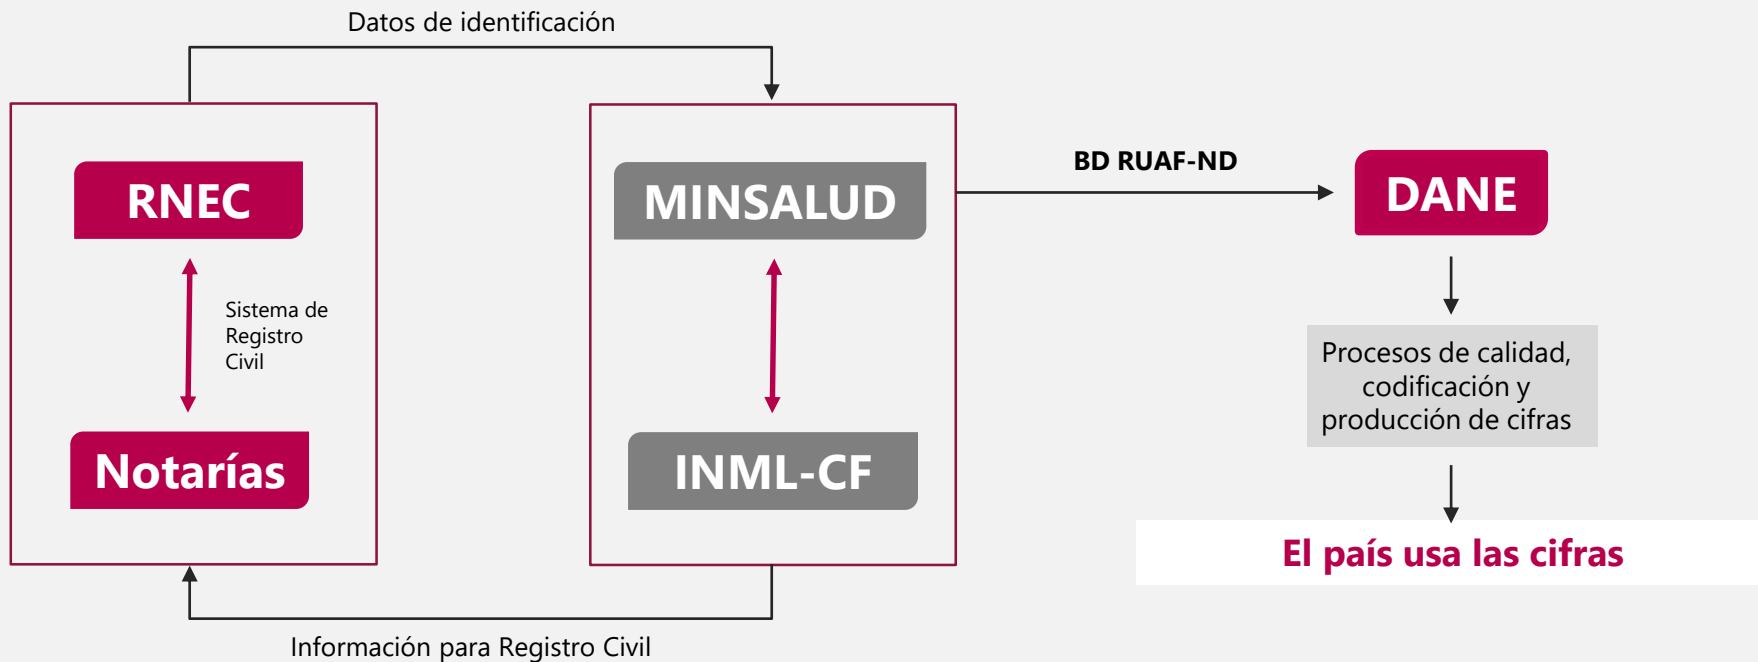 Datos de identificación
RNEC
Sistema de
Registro
Civil
Notarías
MINSALUD
INML-CF
BD RUAF-ND
DANE
Procesos de calidad,
codificación y
producción de cifras
El país usa las cifras
Información para Registro Civil